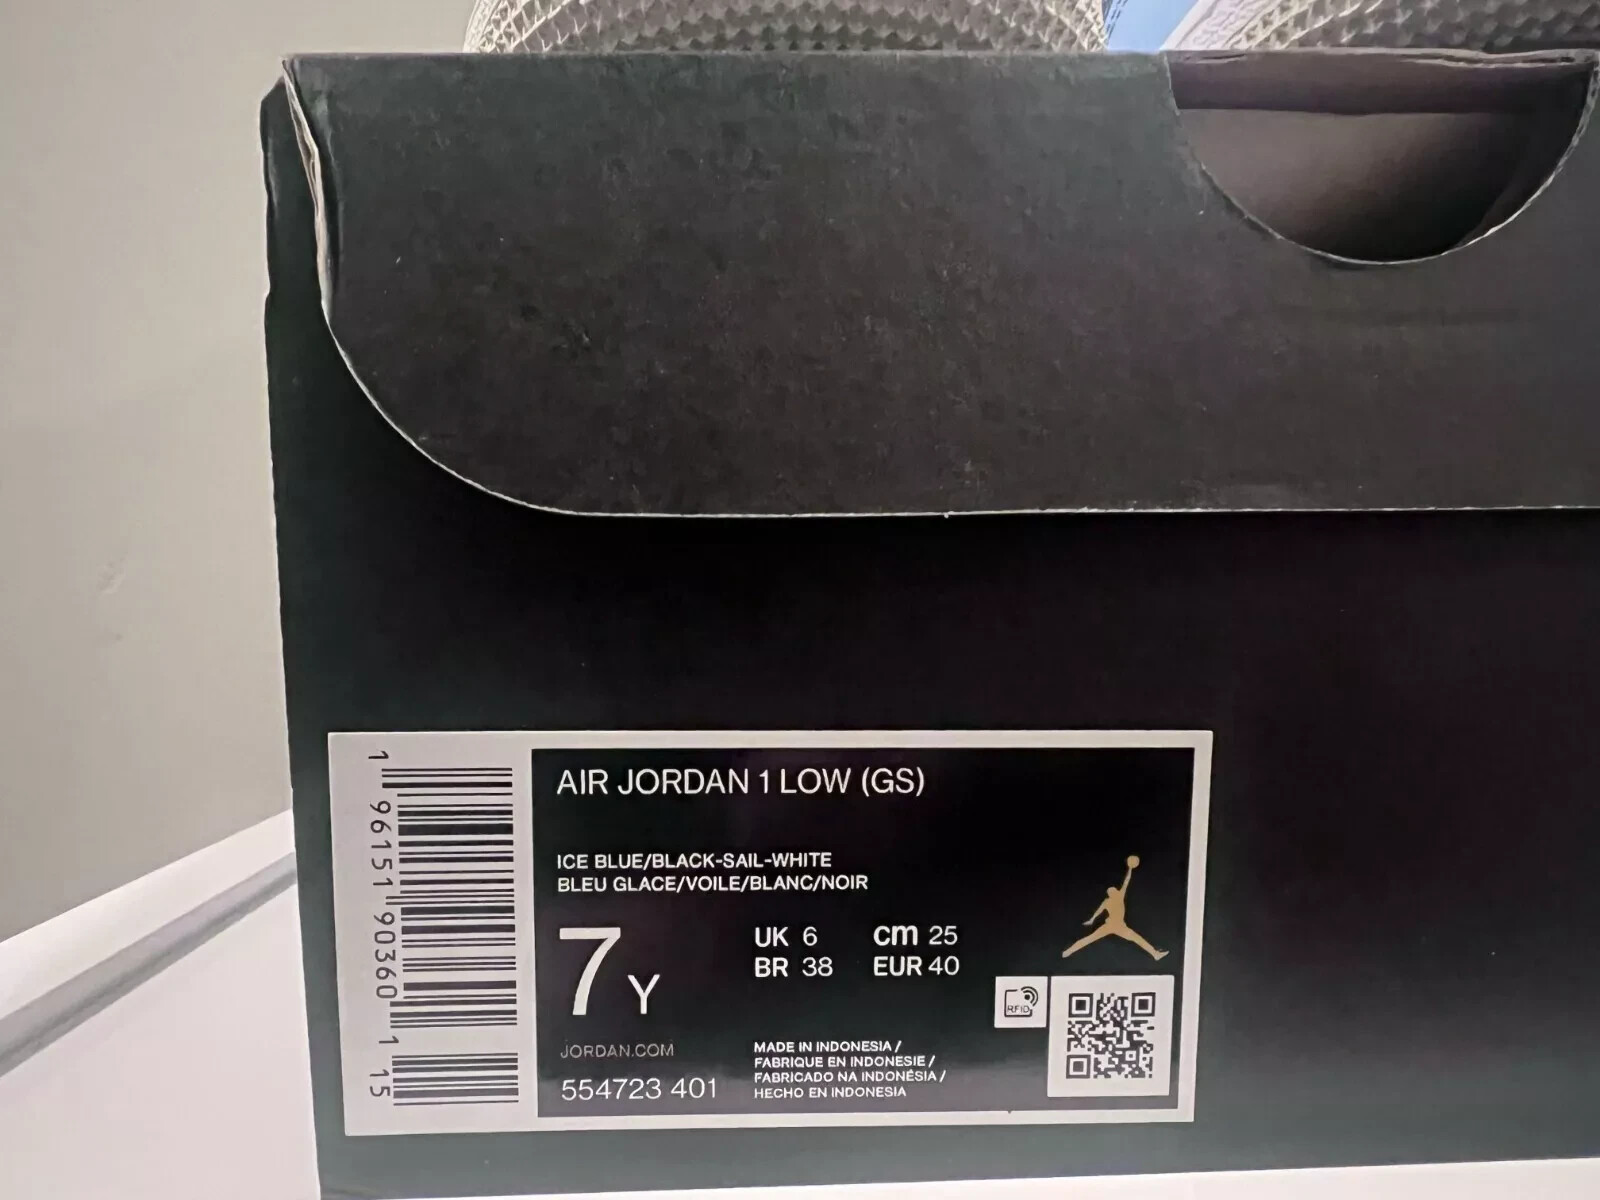 AIR JORDAN 1 LOW (GS)
ICE BLUE/BLACK-SAIL-WHITE
BLEU GLACE/VOILE/BLANC/NOIR
7Y
UK 6
cm 25
BR 38
EUR 40
RFID
JORDAN.COM
554723 401
MADE IN INDONESIA /
FABRIQUE EN INDONESIE /
FABRICADO NA INDONÉSIA /
HECHO EN INDONESIA
1 96151 90360 1 15